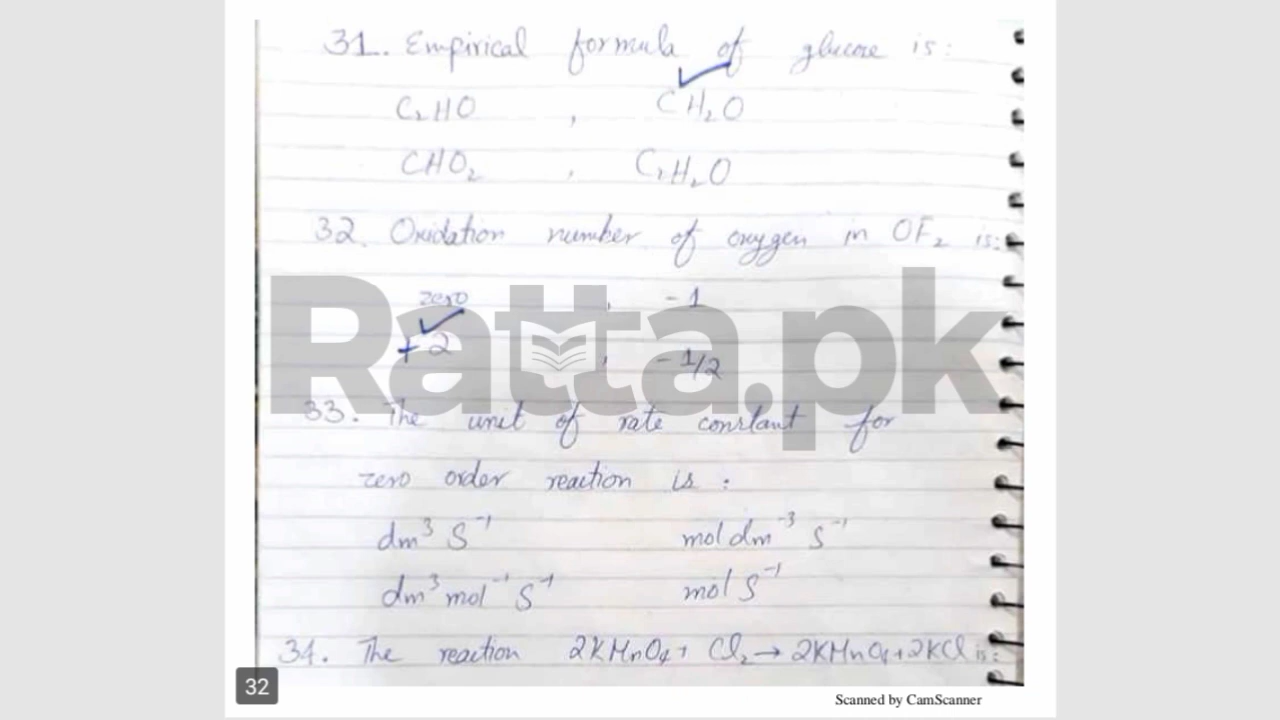 31. Empirical formula of glucose is:
C₂HO , CH₂O
CHO₂ , C₂H₂O
32. Oxidation number of oxygen in OF₂ is:
zero , -1
+2 , -1/2
Ratta.pk
33. The unit of rate constant for
zero order reaction is :
dm³ S⁻¹ mol dm⁻³ S⁻¹
dm³ mol⁻¹ S⁻¹ mol S⁻¹
34. The reaction 2KMnO₄ + Cl₂ → 2KMnO₄+2KCl is:
32
Scanned by CamScanner